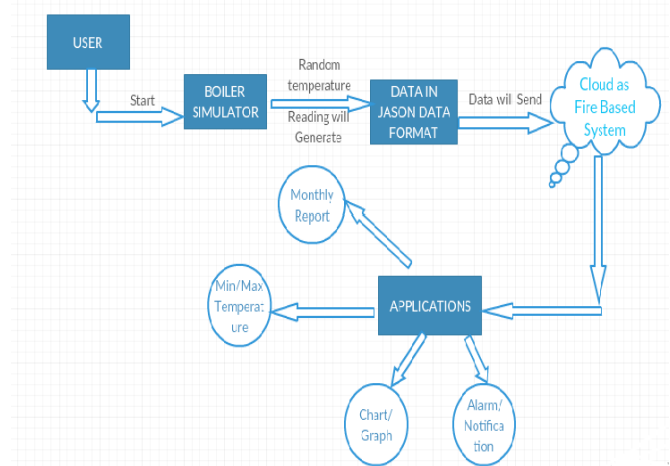 USER
Start
BOILER
SIMULATOR
Random
temperature
Reading will
Generate
DATA IN
JASON DATA
FORMAT
Data will Send
Cloud as
Fire Based
System
Monthly
Report
Min/Max
Temperat
ure
APPLICATIONS
Chart/
Graph
Alarm/
Notifica
tion